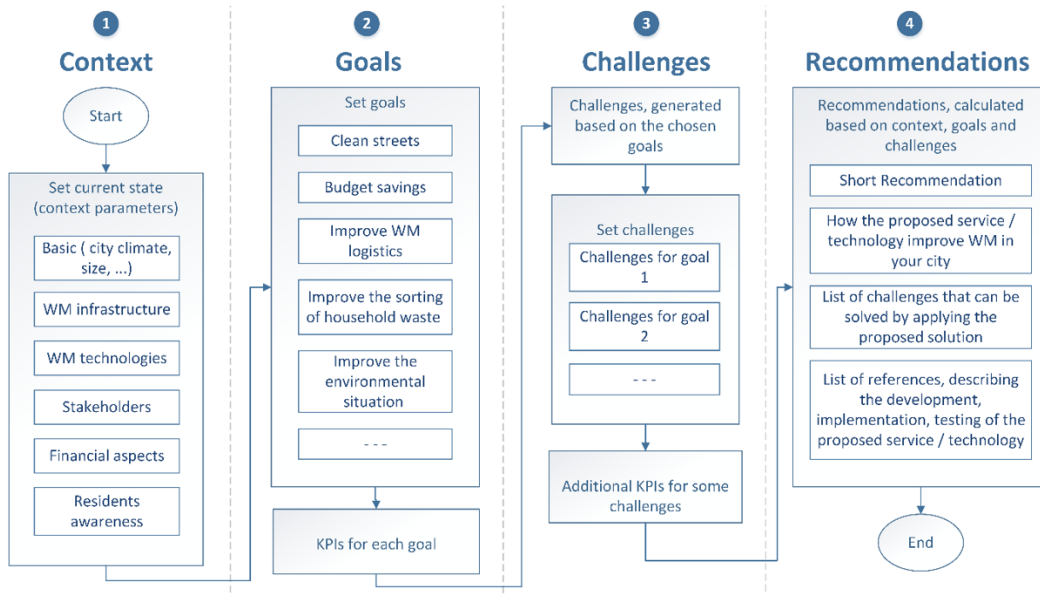 1
Context
Start
Set current state
(context parameters)
Basic ( city climate,
size, ...)
WM infrastructure
WM technologies
Stakeholders
Financial aspects
Residents
awareness
2
Goals
Set goals
Clean streets
Budget savings
Improve WM
logistics
Improve the sorting
of household waste
Improve the
environmental
situation
- - -
KPIs for each goal
3
Challenges
Challenges, generated
based on the chosen
goals
Set challenges
Challenges for goal
1
Challenges for goal
2
- - -
Additional KPIs for some
challenges
4
Recommendations
Recommendations, calculated
based on context, goals and
challenges
Short Recommendation
How the proposed service /
technology improve WM in
your city
List of challenges that can be
solved by applying the
proposed solution
List of references, describing
the development,
implementation, testing of the
proposed service / technology
End